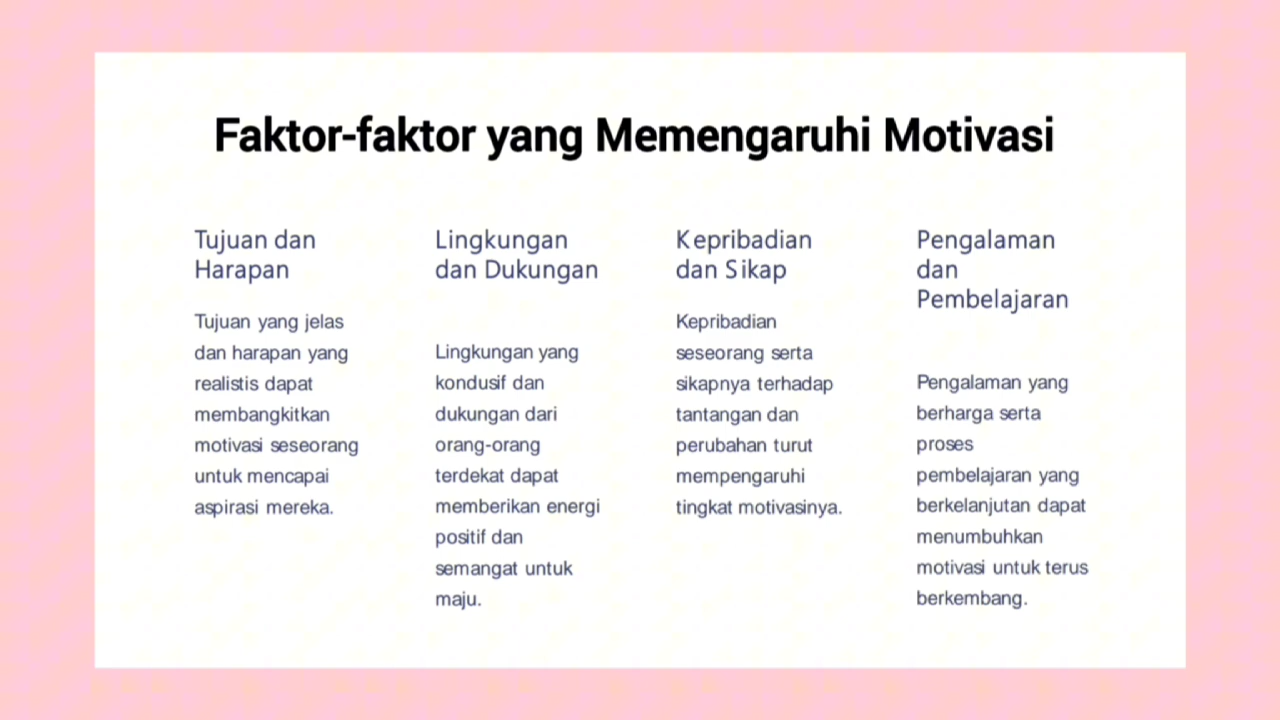 Faktor-faktor yang Memengaruhi Motivasi
Tujuan dan
Harapan
Tujuan yang jelas
dan harapan yang
realistis dapat
membangkitkan
motivasi seseorang
untuk mencapai
aspirasi mereka.
Lingkungan
dan Dukungan
Lingkungan yang
kondusif dan
dukungan dari
orang-orang
terdekat dapat
memberikan energi
positif dan
semangat untuk
maju.
Kepribadian
dan Sikap
Kepribadian
seseorang serta
sikapnya terhadap
tantangan dan
perubahan turut
mempengaruhi
tingkat motivasinya.
Pengalaman
dan
Pembelajaran
Pengalaman yang
berharga serta
proses
pembelajaran yang
berkelanjutan dapat
menumbuhkan
motivasi untuk terus
berkembang.